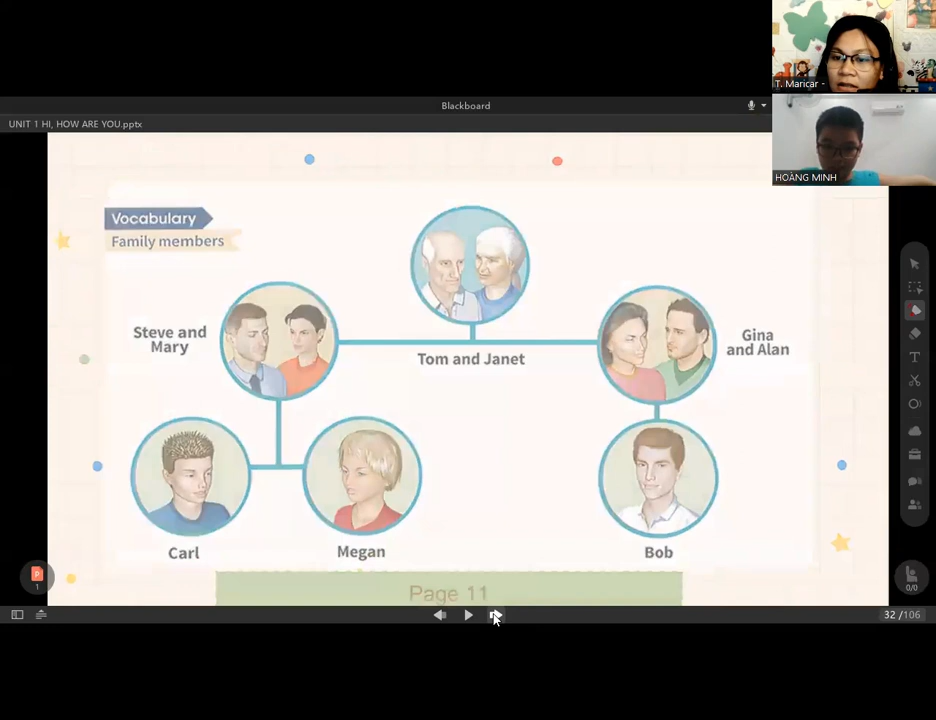 T. Maricar -
HOÀNG MINH
Blackboard
UNIT 1 HI, HOW ARE YOU.pptx
Vocabulary
Family members
Steve and
Mary
Tom and Janet
Gina
and Alan
Carl
Megan
Bob
Page 11
P
1
T
0/0
32 /106